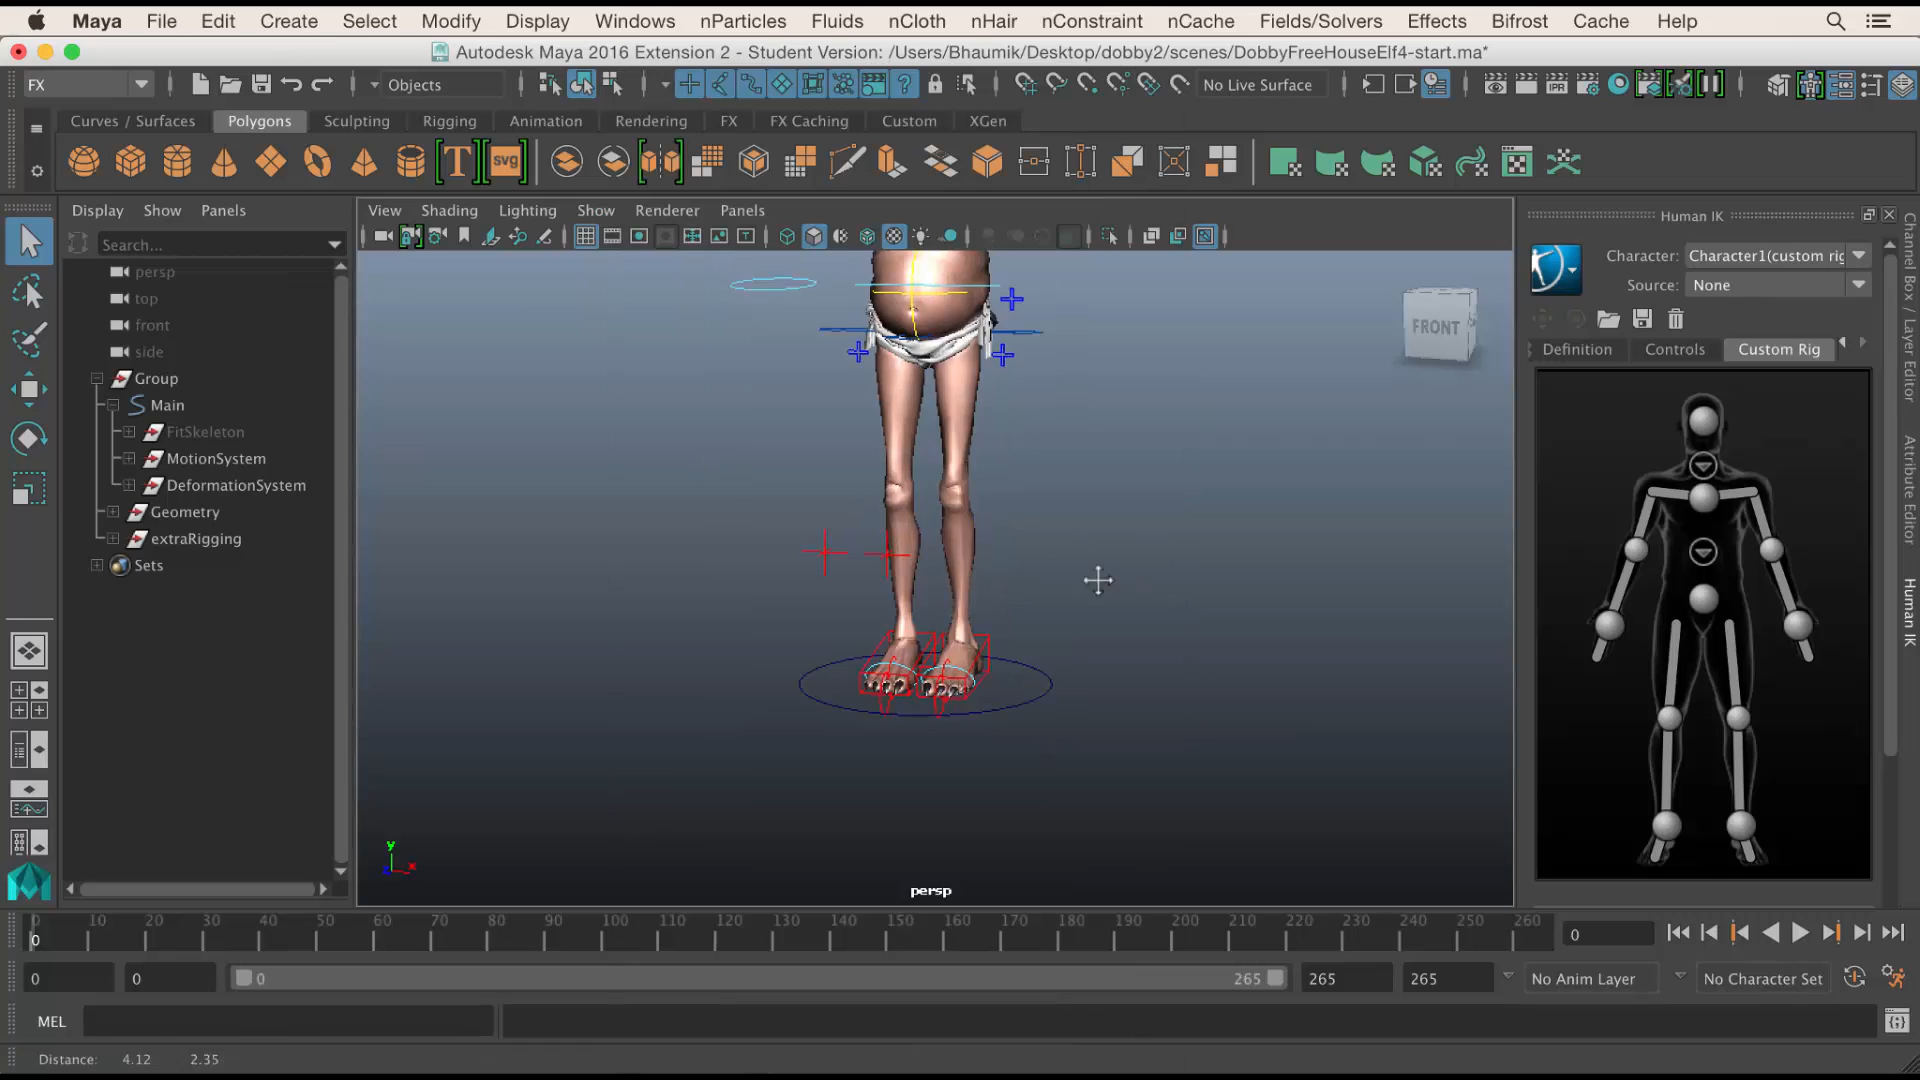 Maya File Edit Create Select Modify Display Windows nParticles Fluids nCloth nHair nConstraint nCache Fields/Solvers Effects Bifrost Cache Help
Autodesk Maya 2016 Extension 2 - Student Version: /Users/Bhaumik/Desktop/dobby2/scenes/DobbyFreeHouseElf4-start.ma*
FX Objects No Live Surface
Curves / Surfaces Polygons Sculpting Rigging Animation Rendering FX FX Caching Custom XGen
T svg IPR
Display Show Panels
Search...
persp
top
front
side
Group
Main
FitSkeleton
MotionSystem
DeformationSystem
Geometry
extraRigging
Sets
View Shading Lighting Show Renderer Panels
FRONT
y
x
persp
Human IK
Character: Character1(custom rig
Source: None
Definition Controls Custom Rig
Channel Box / Layer Editor
Attribute Editor
Human IK
0 10 20 30 40 50 60 70 80 90 100 110 120 130 140 150 160 170 180 190 200 210 220 230 240 250 260
0
0
0 0 0 265 265 265 No Anim Layer No Character Set
MEL
Distance: 4.12 2.35